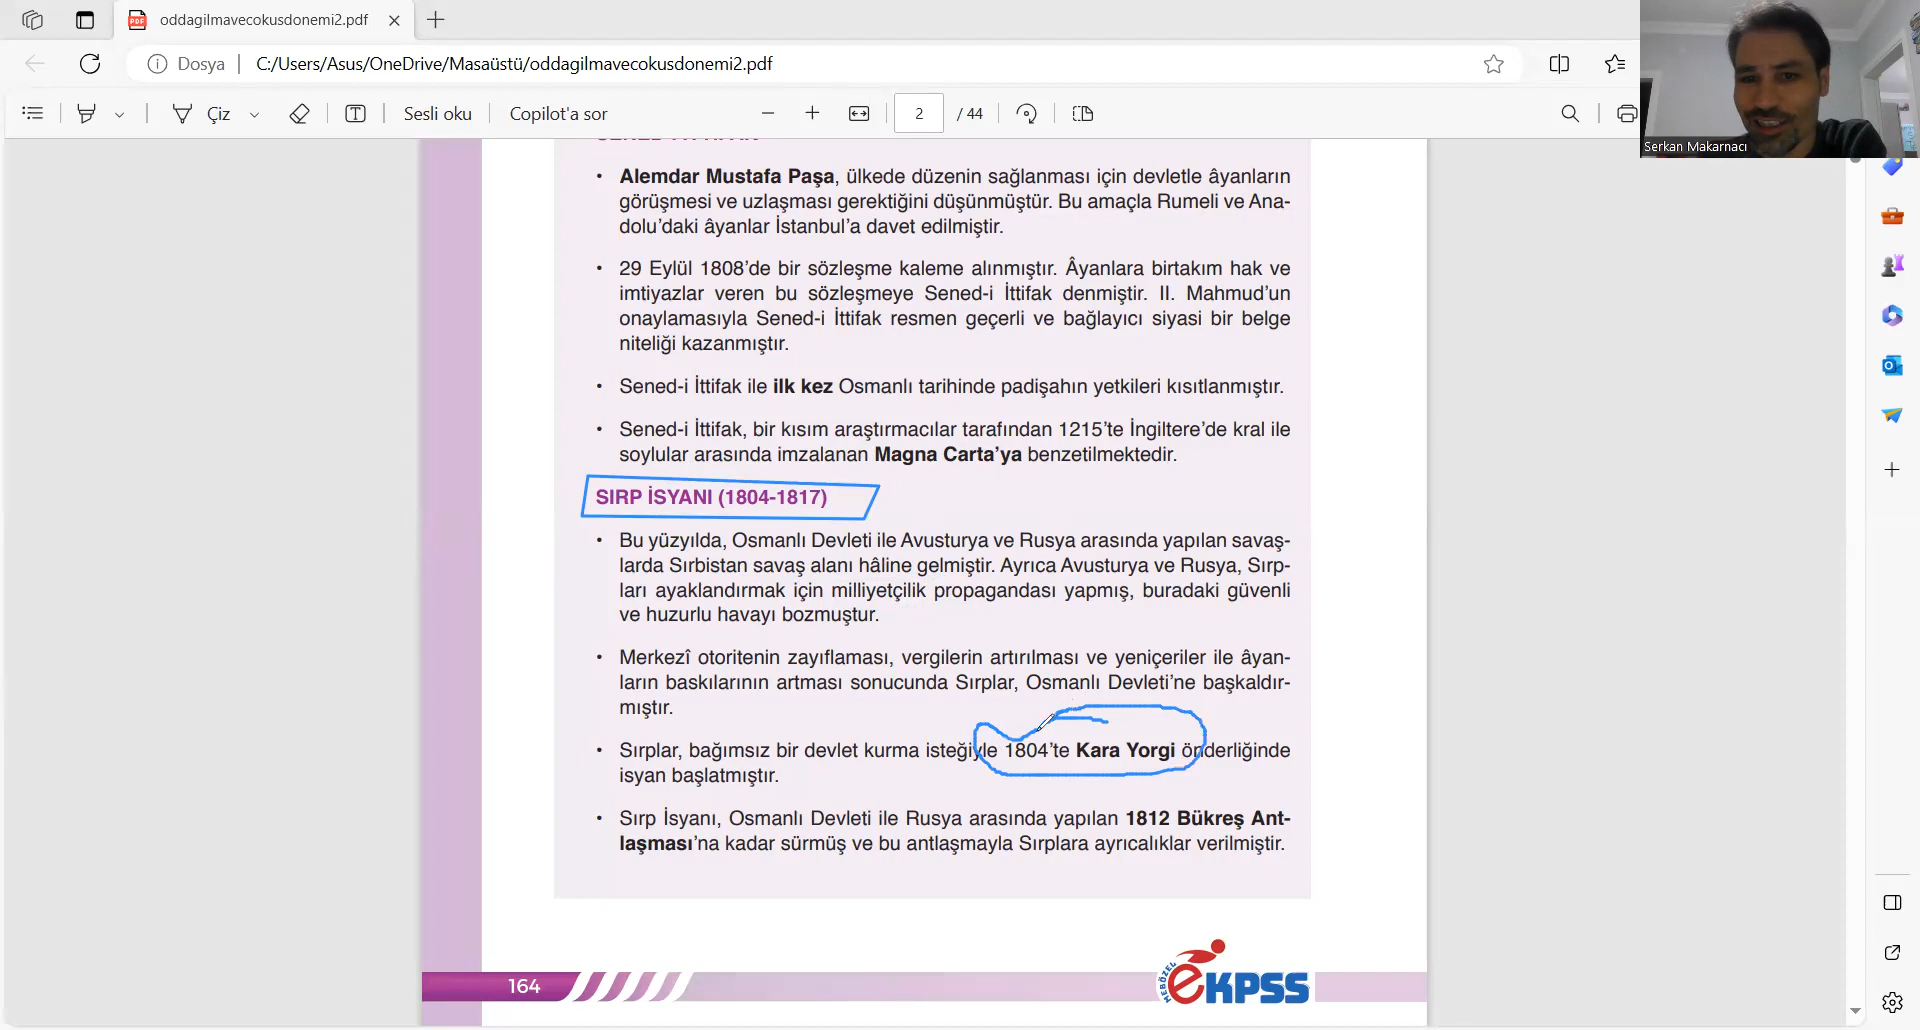 oddagilmavecokusdonemi2.pdf
Dosya
C:/Users/Asus/OneDrive/Masaüstü/oddagilmavecokusdonemi2.pdf
Çiz
Sesli oku
Copilot'a sor
2 / 44
Serkan Makarnacı
• Alemdar Mustafa Paşa, ülkede düzenin sağlanması için devletle âyanların
görüşmesi ve uzlaşması gerektiğini düşünmüştür. Bu amaçla Rumeli ve Ana-
dolu’daki âyanlar İstanbul’a davet edilmiştir.
• 29 Eylül 1808’de bir sözleşme kaleme alınmıştır. Âyanlara birtakım hak ve
imtiyazlar veren bu sözleşmeye Sened-i İttifak denmiştir. II. Mahmud’un
onaylamasıyla Sened-i İttifak resmen geçerli ve bağlayıcı siyasi bir belge
niteliği kazanmıştır.
• Sened-i İttifak ile ilk kez Osmanlı tarihinde padişahın yetkileri kısıtlanmıştır.
• Sened-i İttifak, bir kısım araştırmacılar tarafından 1215’te İngiltere’de kral ile
soylular arasında imzalanan Magna Carta’ya benzetilmektedir.
SIRP İSYANI (1804-1817)
• Bu yüzyılda, Osmanlı Devleti ile Avusturya ve Rusya arasında yapılan savaş-
larda Sırbistan savaş alanı hâline gelmiştir. Ayrıca Avusturya ve Rusya, Sırp-
ları ayaklandırmak için milliyetçilik propagandası yapmış, buradaki güvenli
ve huzurlu havayı bozmuştur.
• Merkezî otoritenin zayıflaması, vergilerin artırılması ve yeniçeriler ile âyan-
ların baskılarının artması sonucunda Sırplar, Osmanlı Devleti’ne başkaldır-
mıştır.
• Sırplar, bağımsız bir devlet kurma isteğiyle 1804’te Kara Yorgi önderliğinde
isyan başlatmıştır.
• Sırp İsyanı, Osmanlı Devleti ile Rusya arasında yapılan 1812 Bükreş Ant-
laşması’na kadar sürmüş ve bu antlaşmayla Sırplara ayrıcalıklar verilmiştir.
164
MEBÖZEL
eKPSS